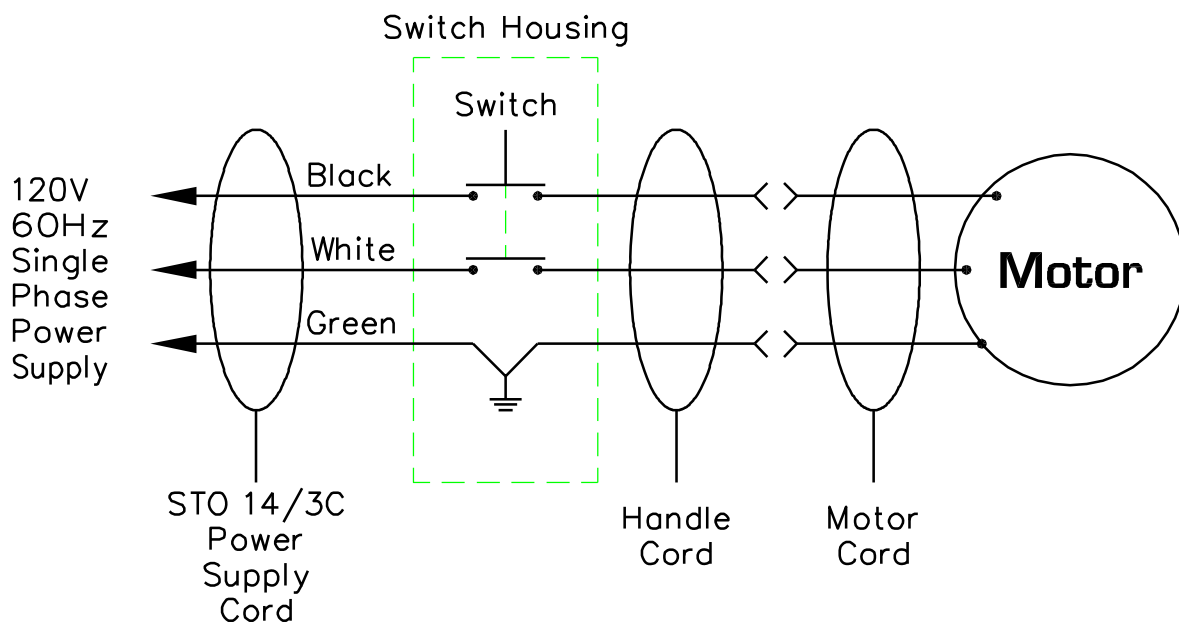 Switch Housing
Switch
120V
60Hz
Single
Phase
Power
Supply
Black
White
Green
STO 14/3C
Power
Supply
Cord
Handle
Cord
Motor
Cord
Motor